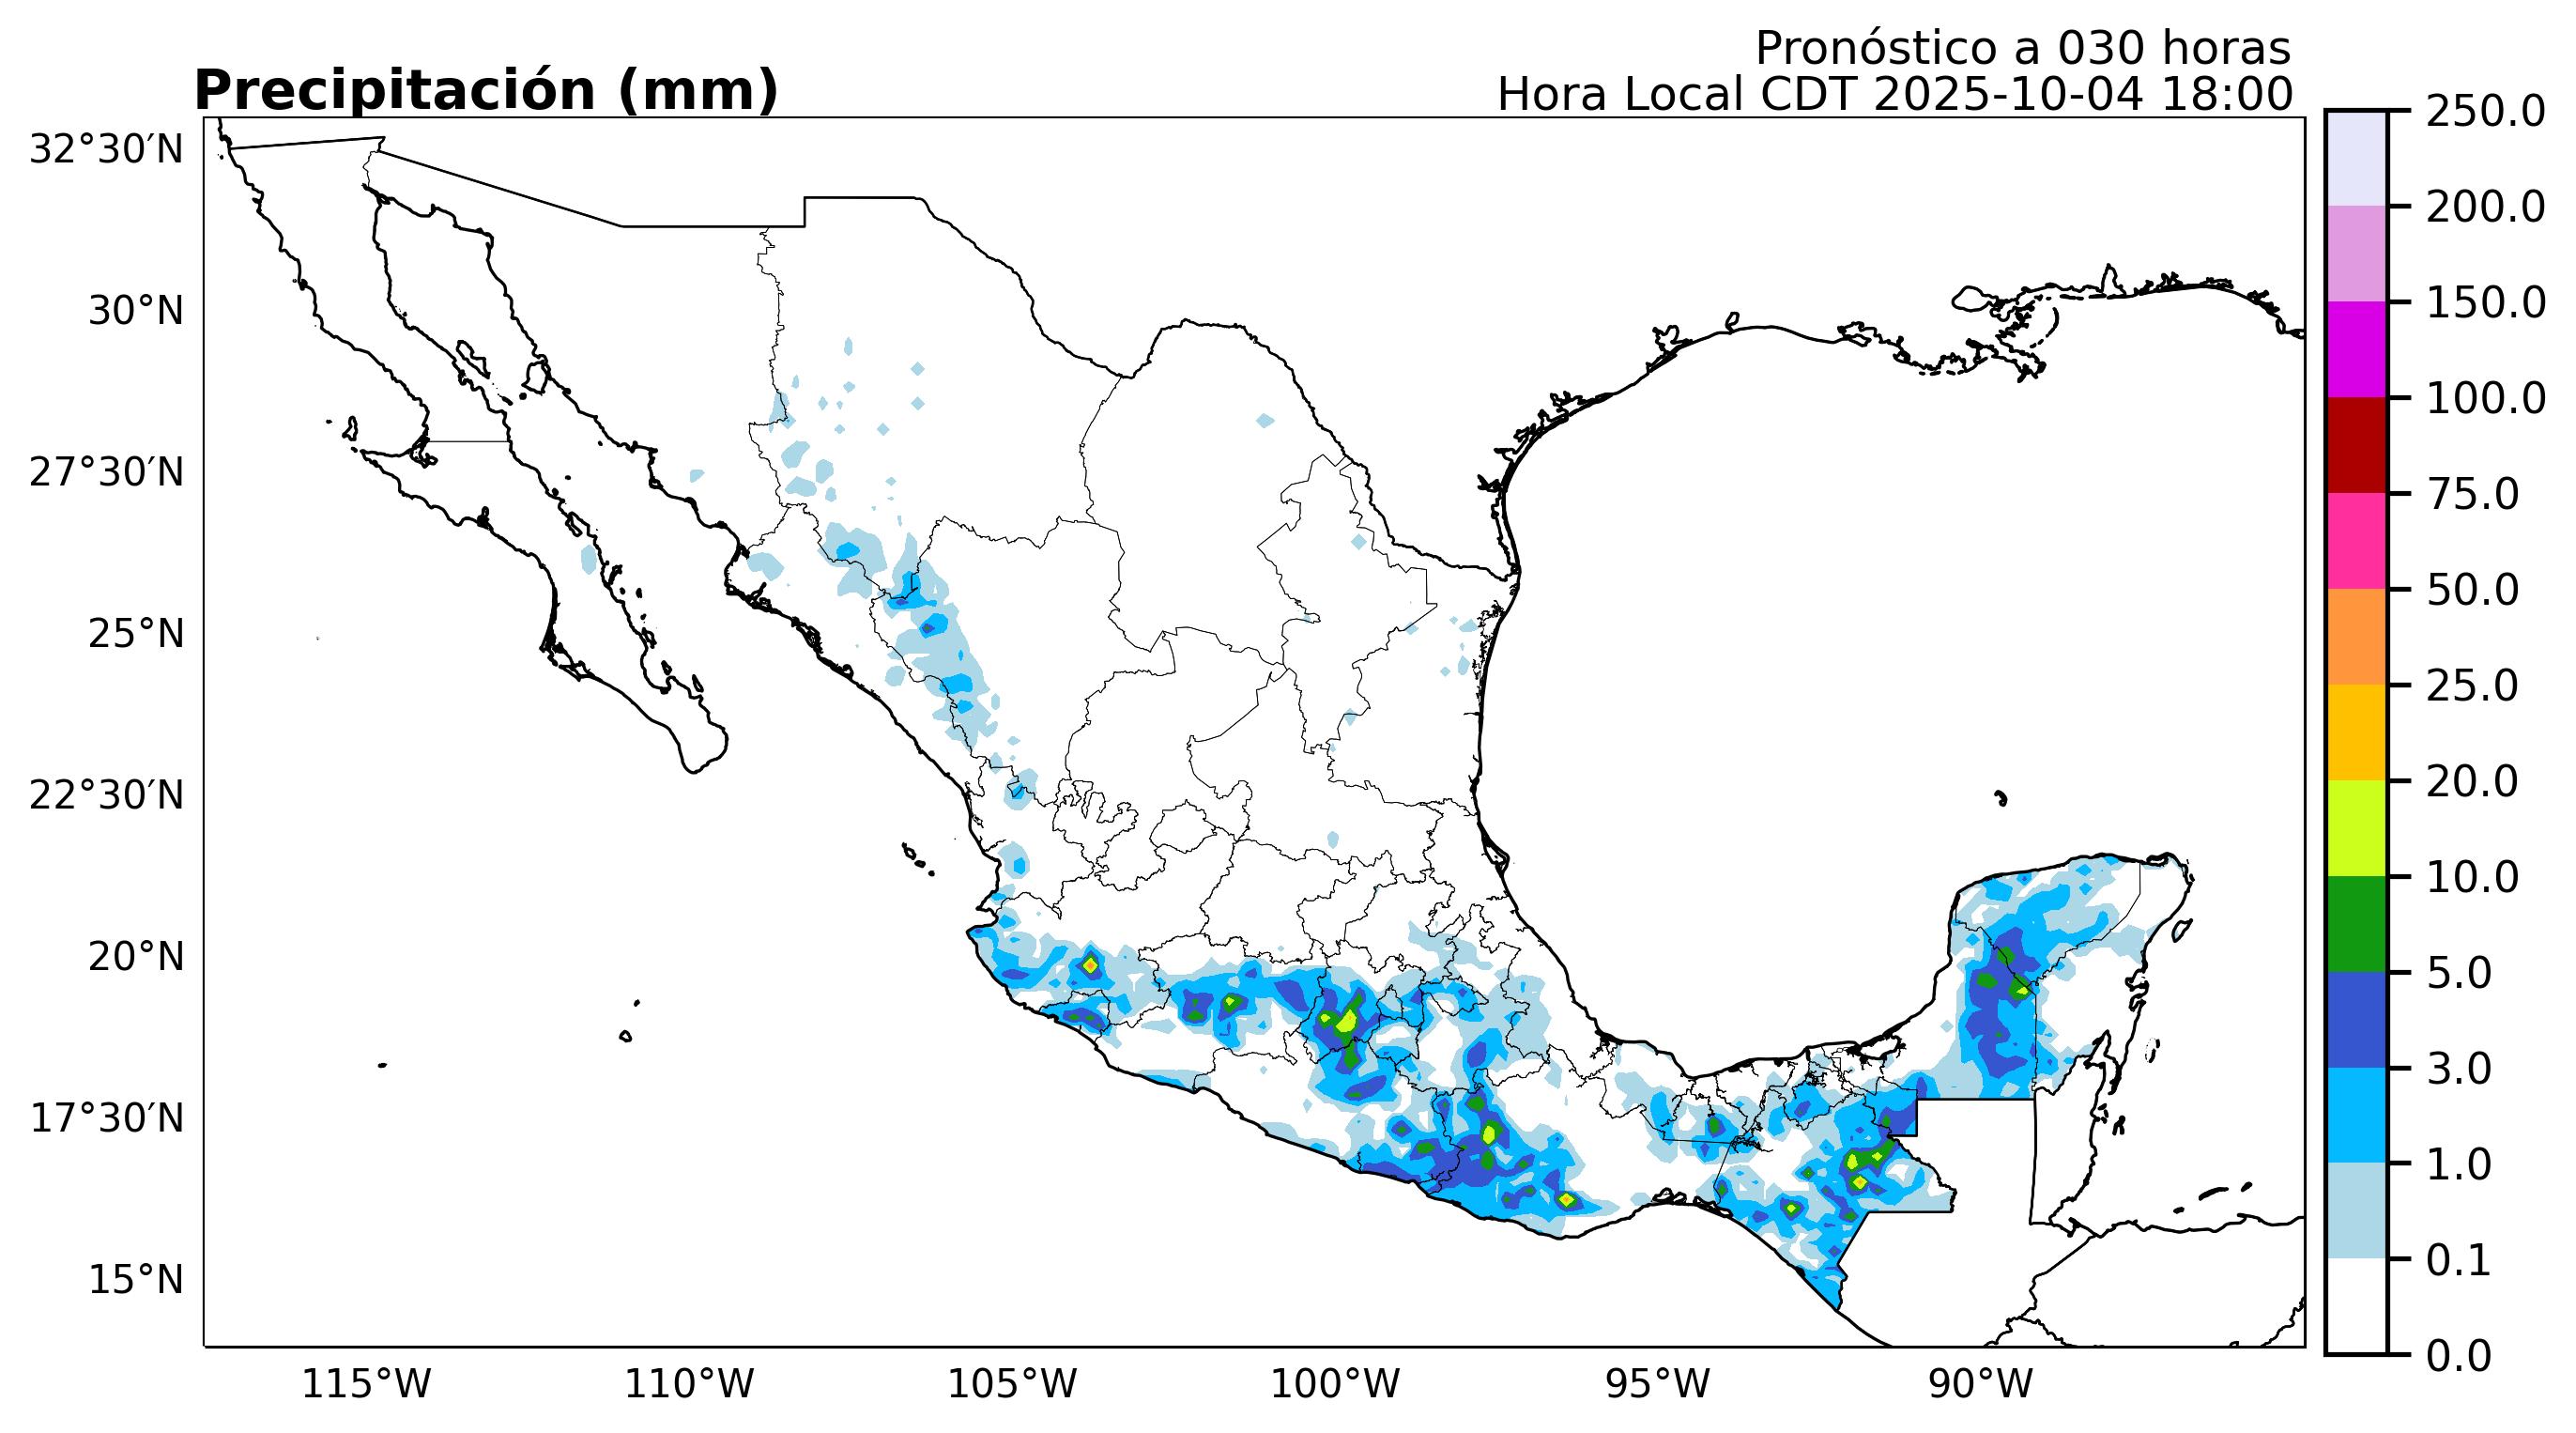 Pronóstico a 030 horas
Precipitación (mm)
Hora Local CDT 2025-10-04 18:00
32°30′N
30°N
27°30′N
25°N
22°30′N
20°N
17°30′N
15°N
115°W
110°W
105°W
100°W
95°W
90°W
250.0
200.0
150.0
100.0
75.0
50.0
25.0
20.0
10.0
5.0
3.0
1.0
0.1
0.0